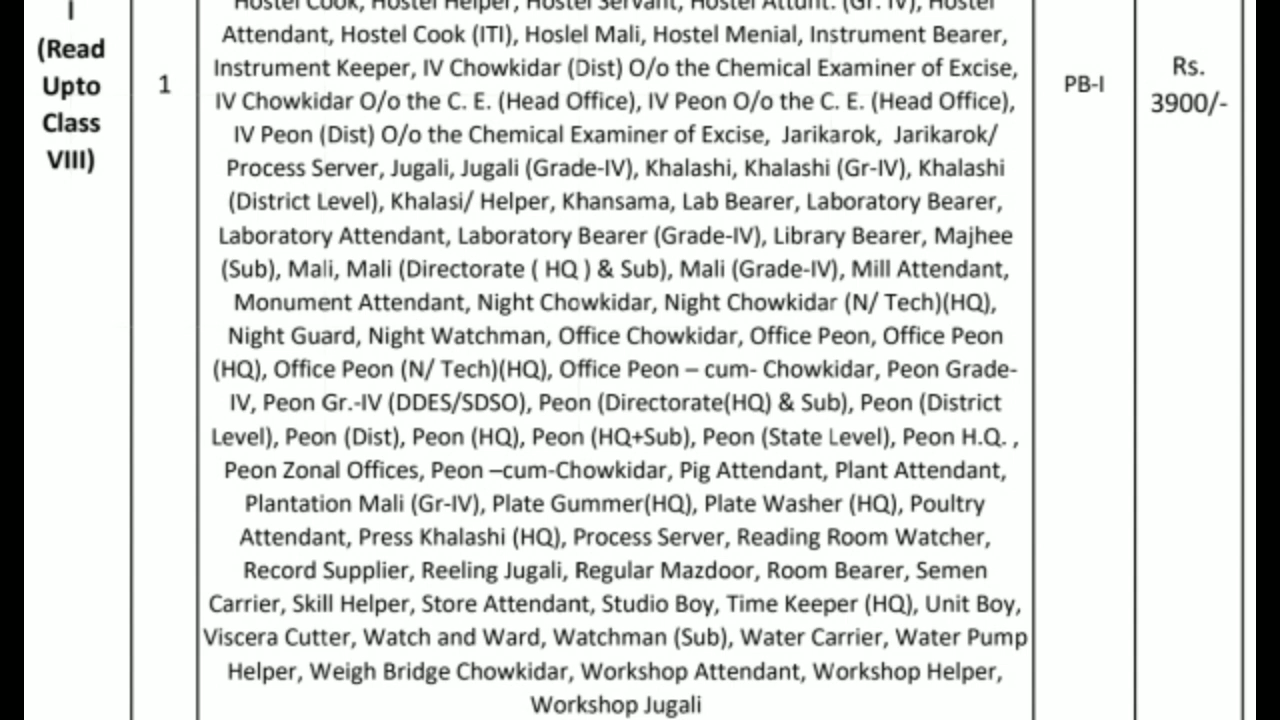 Hostel Cook, Hostel Helper, Hostel Servant, Hostel Attdnt. (Gr. IV), Hostel
I
(Read
Upto
Class
VIII)
1
Attendant, Hostel Cook (ITI), Hoslel Mali, Hostel Menial, Instrument Bearer,
Instrument Keeper, IV Chowkidar (Dist) O/o the Chemical Examiner of Excise,
IV Chowkidar O/o the C. E. (Head Office), IV Peon O/o the C. E. (Head Office),
IV Peon (Dist) O/o the Chemical Examiner of Excise, Jarikarok, Jarikarok/
Process Server, Jugali, Jugali (Grade-IV), Khalashi, Khalashi (Gr-IV), Khalashi
(District Level), Khalasi/ Helper, Khansama, Lab Bearer, Laboratory Bearer,
Laboratory Attendant, Laboratory Bearer (Grade-IV), Library Bearer, Majhee
(Sub), Mali, Mali (Directorate ( HQ ) & Sub), Mali (Grade-IV), Mill Attendant,
Monument Attendant, Night Chowkidar, Night Chowkidar (N/ Tech)(HQ),
Night Guard, Night Watchman, Office Chowkidar, Office Peon, Office Peon
(HQ), Office Peon (N/ Tech)(HQ), Office Peon – cum- Chowkidar, Peon Grade-
IV, Peon Gr.-IV (DDES/SDSO), Peon (Directorate(HQ) & Sub), Peon (District
Level), Peon (Dist), Peon (HQ), Peon (HQ+Sub), Peon (State Level), Peon H.Q. ,
Peon Zonal Offices, Peon –cum-Chowkidar, Pig Attendant, Plant Attendant,
Plantation Mali (Gr-IV), Plate Gummer(HQ), Plate Washer (HQ), Poultry
Attendant, Press Khalashi (HQ), Process Server, Reading Room Watcher,
Record Supplier, Reeling Jugali, Regular Mazdoor, Room Bearer, Semen
Carrier, Skill Helper, Store Attendant, Studio Boy, Time Keeper (HQ), Unit Boy,
Viscera Cutter, Watch and Ward, Watchman (Sub), Water Carrier, Water Pump
Helper, Weigh Bridge Chowkidar, Workshop Attendant, Workshop Helper,
Workshop Jugali
PB-I
Rs.
3900/-